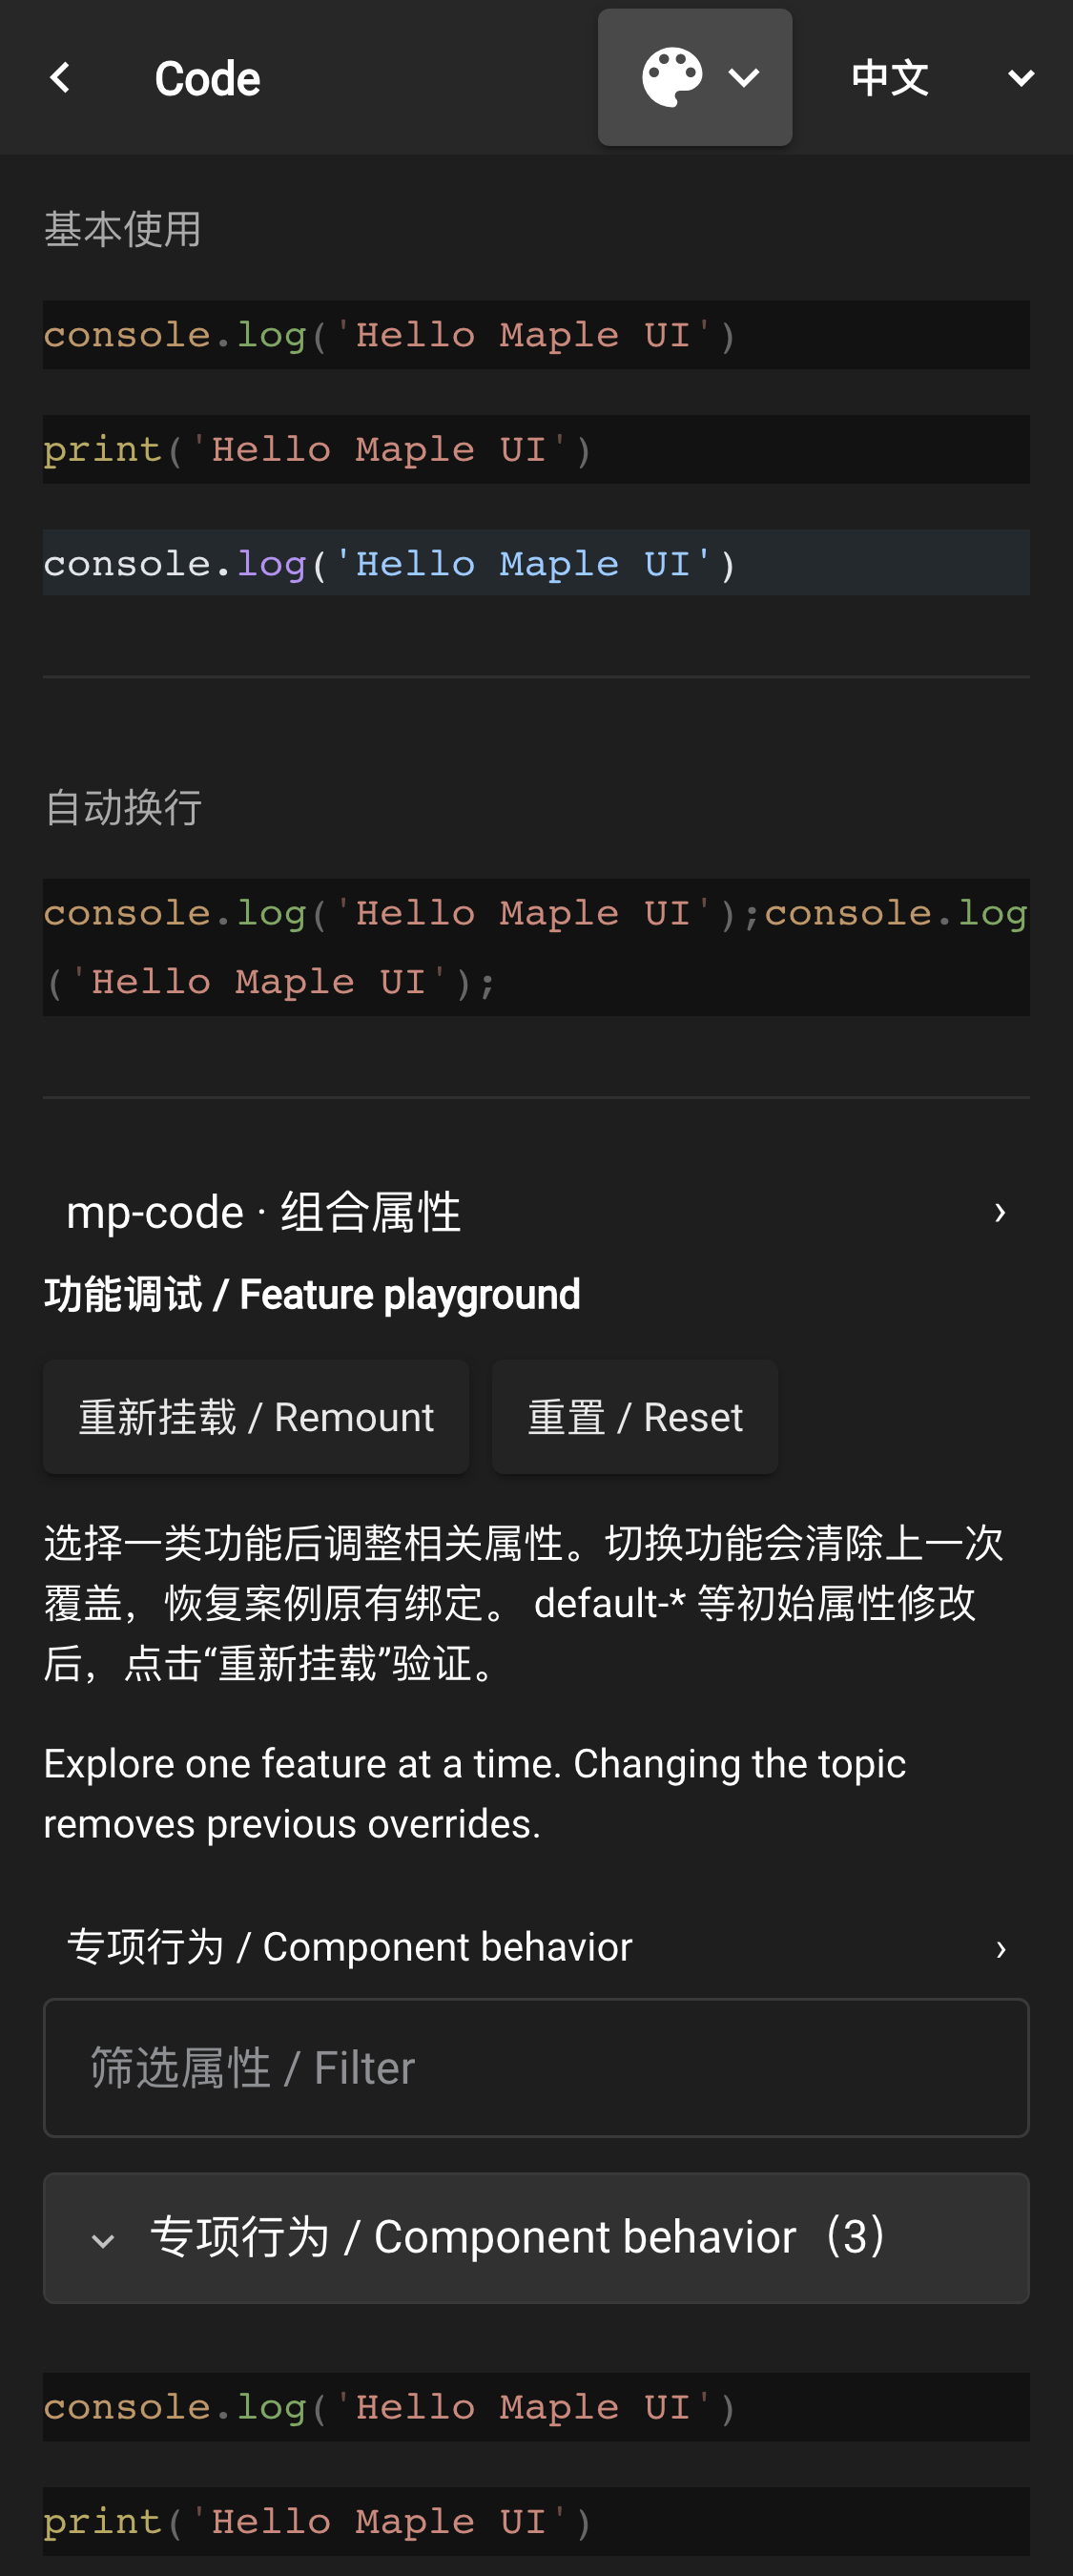 Code
中文
基本使用
console.log('Hello Maple UI')
print('Hello Maple UI')
console.log('Hello Maple UI')
自动换行
console.log('Hello Maple UI');console.log
('Hello Maple UI');
mp-code · 组合属性
功能调试 / Feature playground
重新挂载 / Remount
重置 / Reset
选择一类功能后调整相关属性。切换功能会清除上一次
覆盖，恢复案例原有绑定。 default-* 等初始属性修改
后，点击“重新挂载”验证。
Explore one feature at a time. Changing the topic
removes previous overrides.
专项行为 / Component behavior
筛选属性 / Filter
专项行为 / Component behavior（3）
console.log('Hello Maple UI')
print('Hello Maple UI')